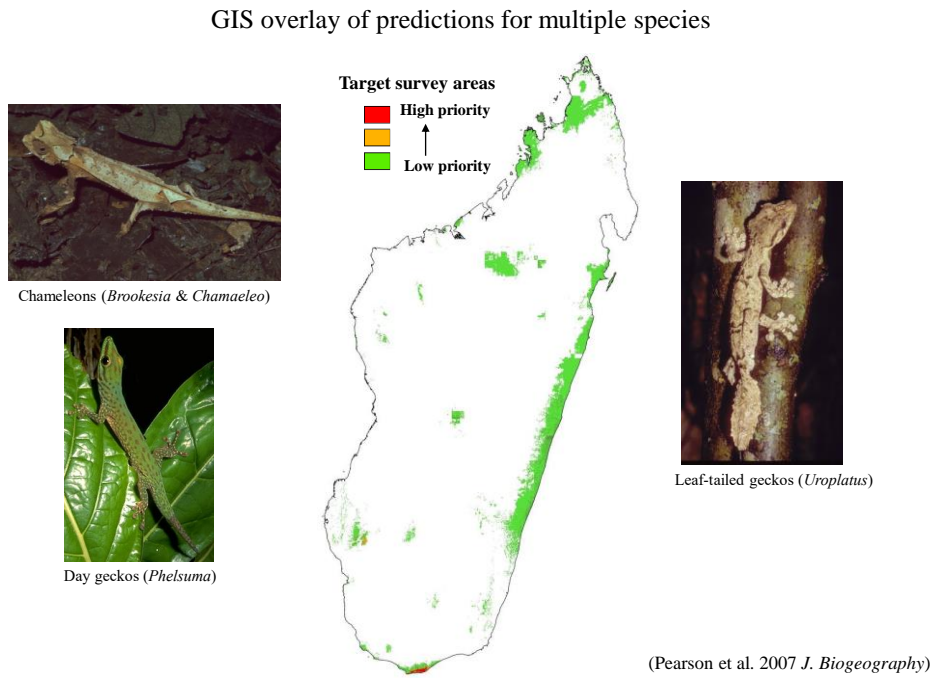 GIS overlay of predictions for multiple species
Target survey areas
High priority
Low priority
Chameleons (Brookesia & Chamaeleo)
Day geckos (Phelsuma)
Leaf-tailed geckos (Uroplatus)
(Pearson et al. 2007 J. Biogeography)